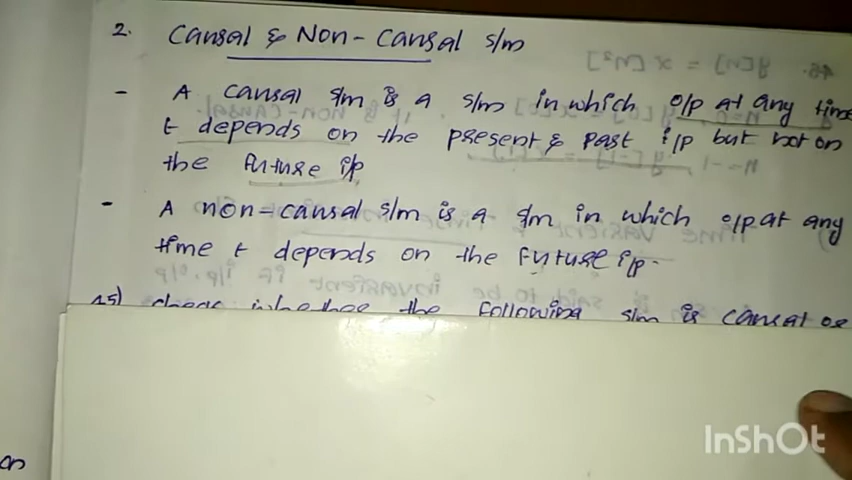 2. Causal & Non-Causal s/m
- A causal s/m is a s/m in which o/p at any time
t depends on the present & past i/p but not on
the future i/p
- A non-causal s/m is a s/m in which o/p at any
time t depends on the future i/p.
45) check whether the following s/m is causal or
on
InShOt